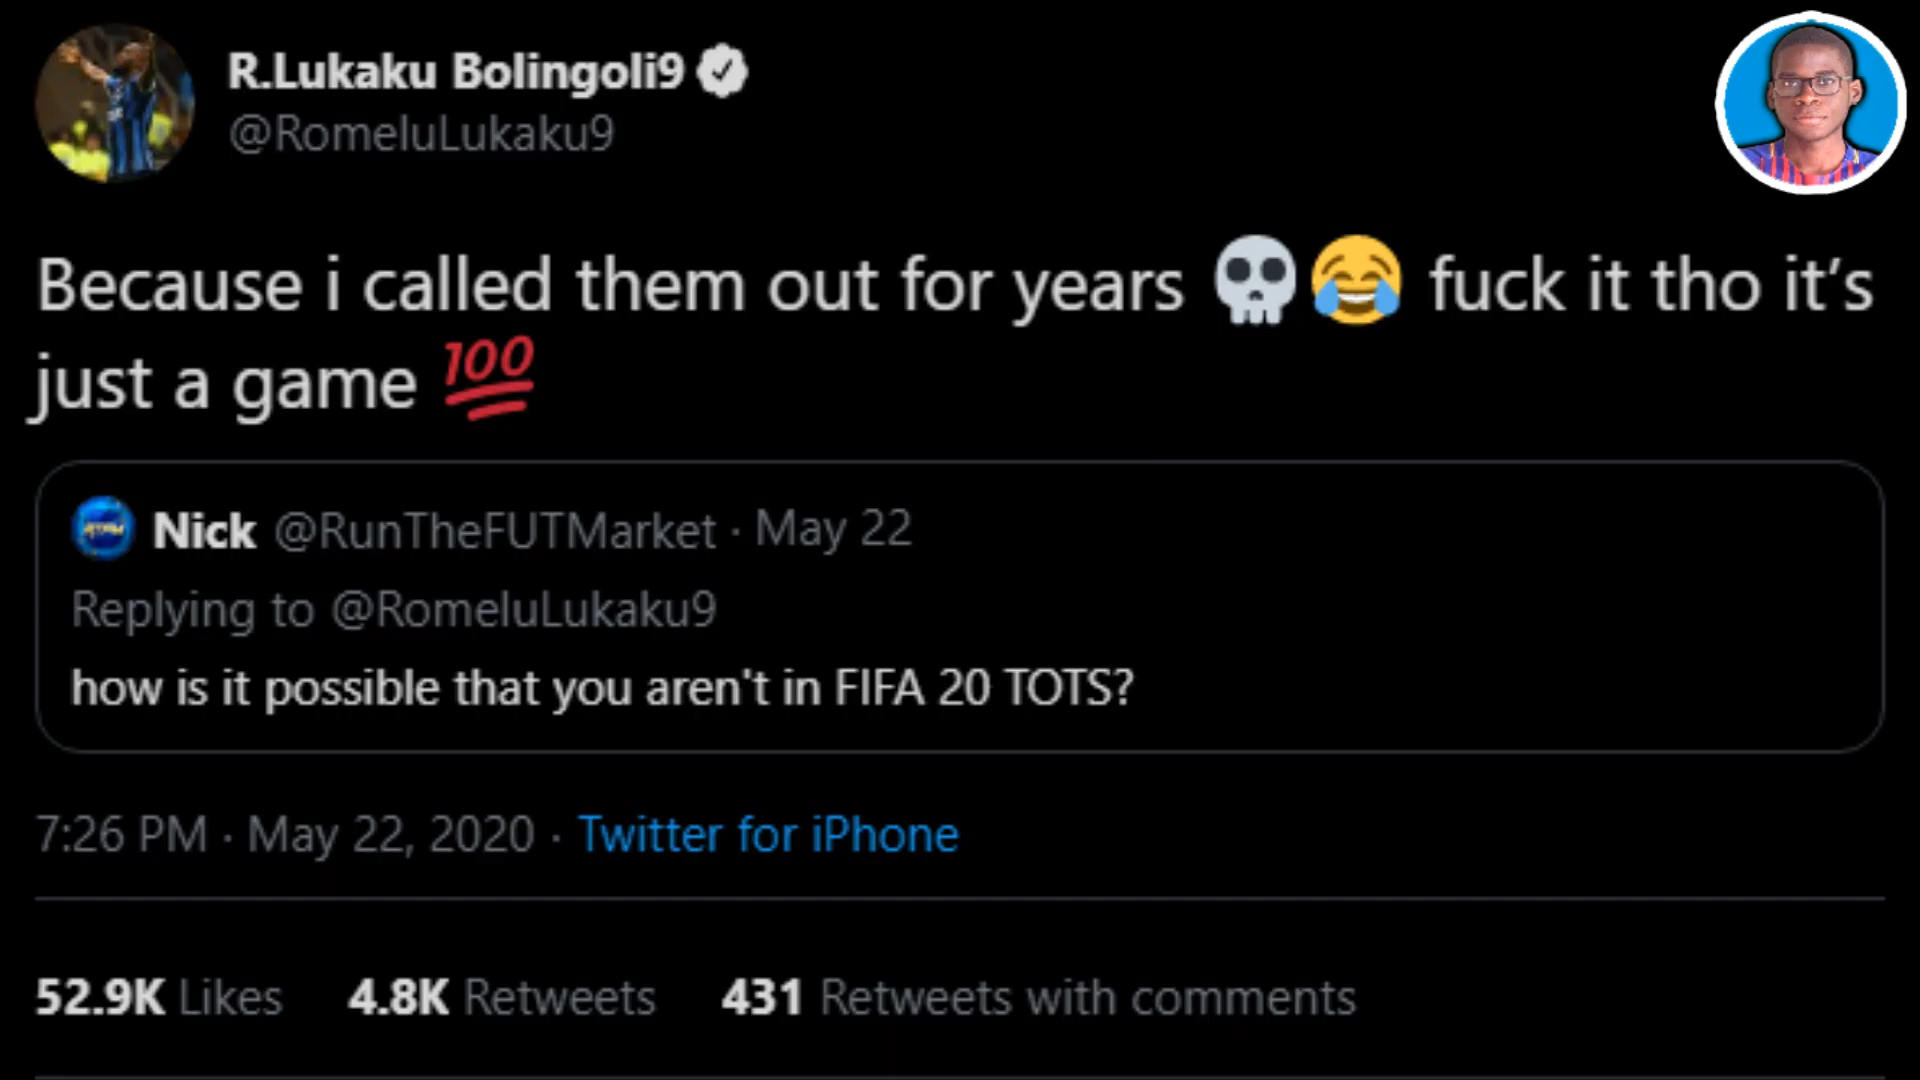 R.Lukaku Bolingoli9
@RomeluLukaku9
Because i called them out for years 💀😂 fuck it tho it’s
just a game 💯
Nick @RunTheFUTMarket · May 22
Replying to @RomeluLukaku9
how is it possible that you aren't in FIFA 20 TOTS?
7:26 PM · May 22, 2020 · Twitter for iPhone
52.9K Likes 4.8K Retweets 431 Retweets with comments